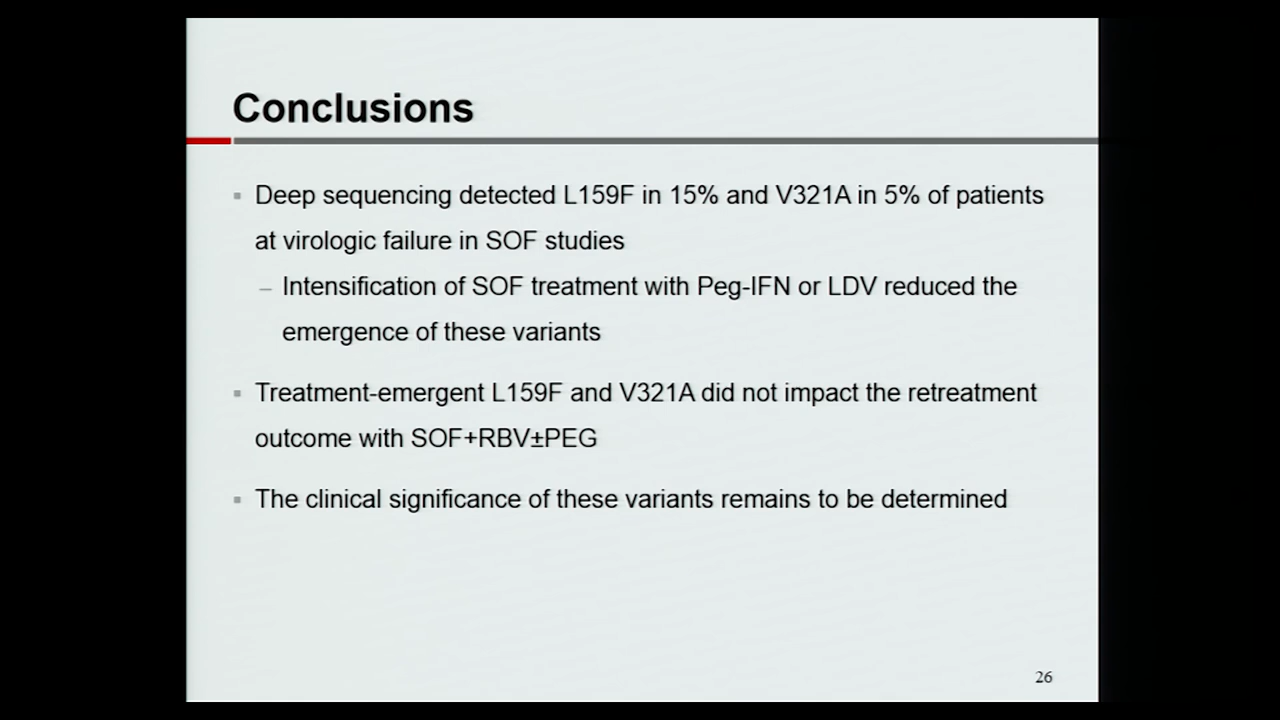 Conclusions
Deep sequencing detected L159F in 15% and V321A in 5% of patients
at virologic failure in SOF studies
– Intensification of SOF treatment with Peg-IFN or LDV reduced the
emergence of these variants
Treatment-emergent L159F and V321A did not impact the retreatment
outcome with SOF+RBV±PEG
The clinical significance of these variants remains to be determined
26